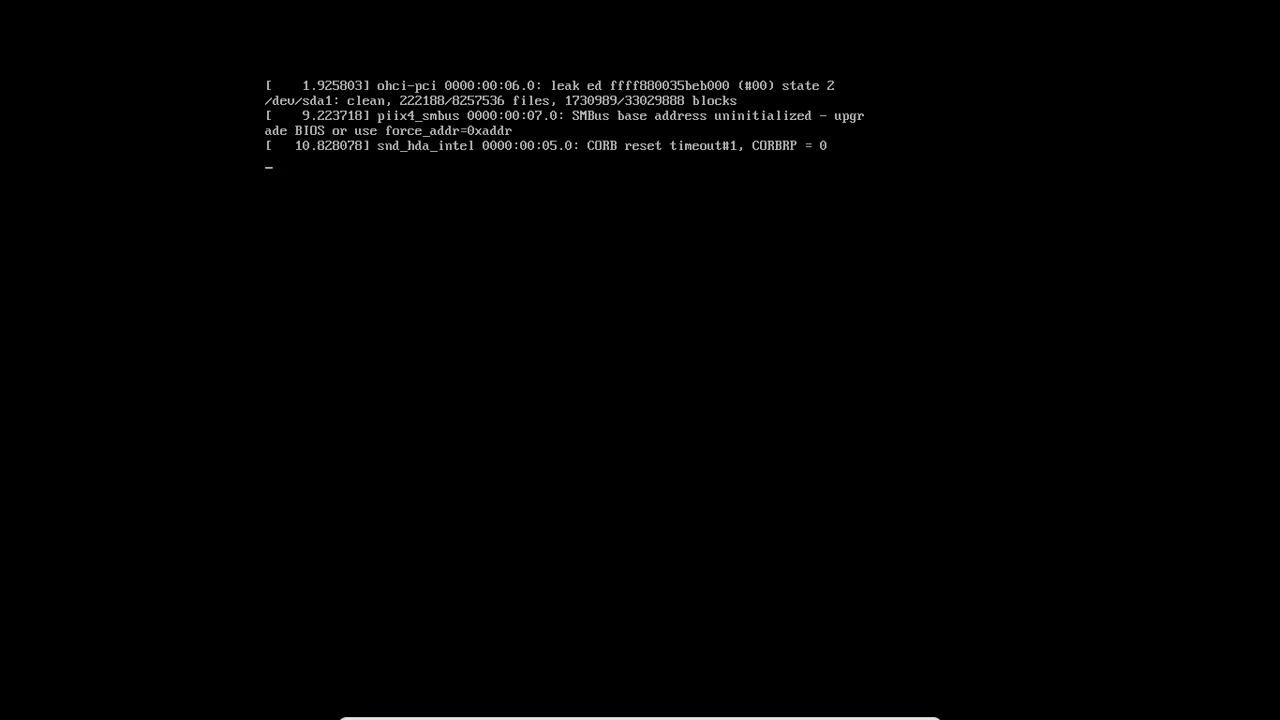 [    1.925803] ohci-pci 0000:00:06.0: leak ed ffff880035beb000 (#00) state 2
/dev/sda1: clean, 222188/8257536 files, 1730989/33029888 blocks
[    9.223718] piix4_smbus 0000:00:07.0: SMBus base address uninitialized - upgr
ade BIOS or use force_addr=0xaddr
[   10.828078] snd_hda_intel 0000:00:05.0: CORB reset timeout#1, CORBRP = 0
_